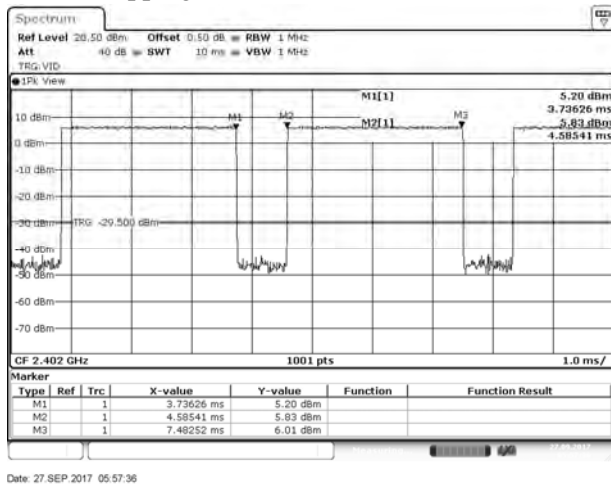 Spectrum
Ref Level 20.50 dBm Offset 0.50 dB RBW 1 MHz
Att 40 dB SWT 10 ms VBW 1 MHz
TRG:VID
1Pk View
M1[1] 5.20 dBm
3.73626 ms
M2[1] 5.83 dBm
4.58541 ms
M1 M2 M3
10 dBm
0 dBm
-10 dBm
-20 dBm
-30 dBm TRG -29.500 dBm
-40 dBm
-50 dBm
-60 dBm
-70 dBm
CF 2.402 GHz 1001 pts 1.0 ms/
Marker
Type Ref Trc X-value Y-value Function Function Result
M1 1 3.73626 ms 5.20 dBm
M2 1 4.58541 ms 5.83 dBm
M3 1 7.48252 ms 6.01 dBm
Date: 27.SEP.2017 05:57:36